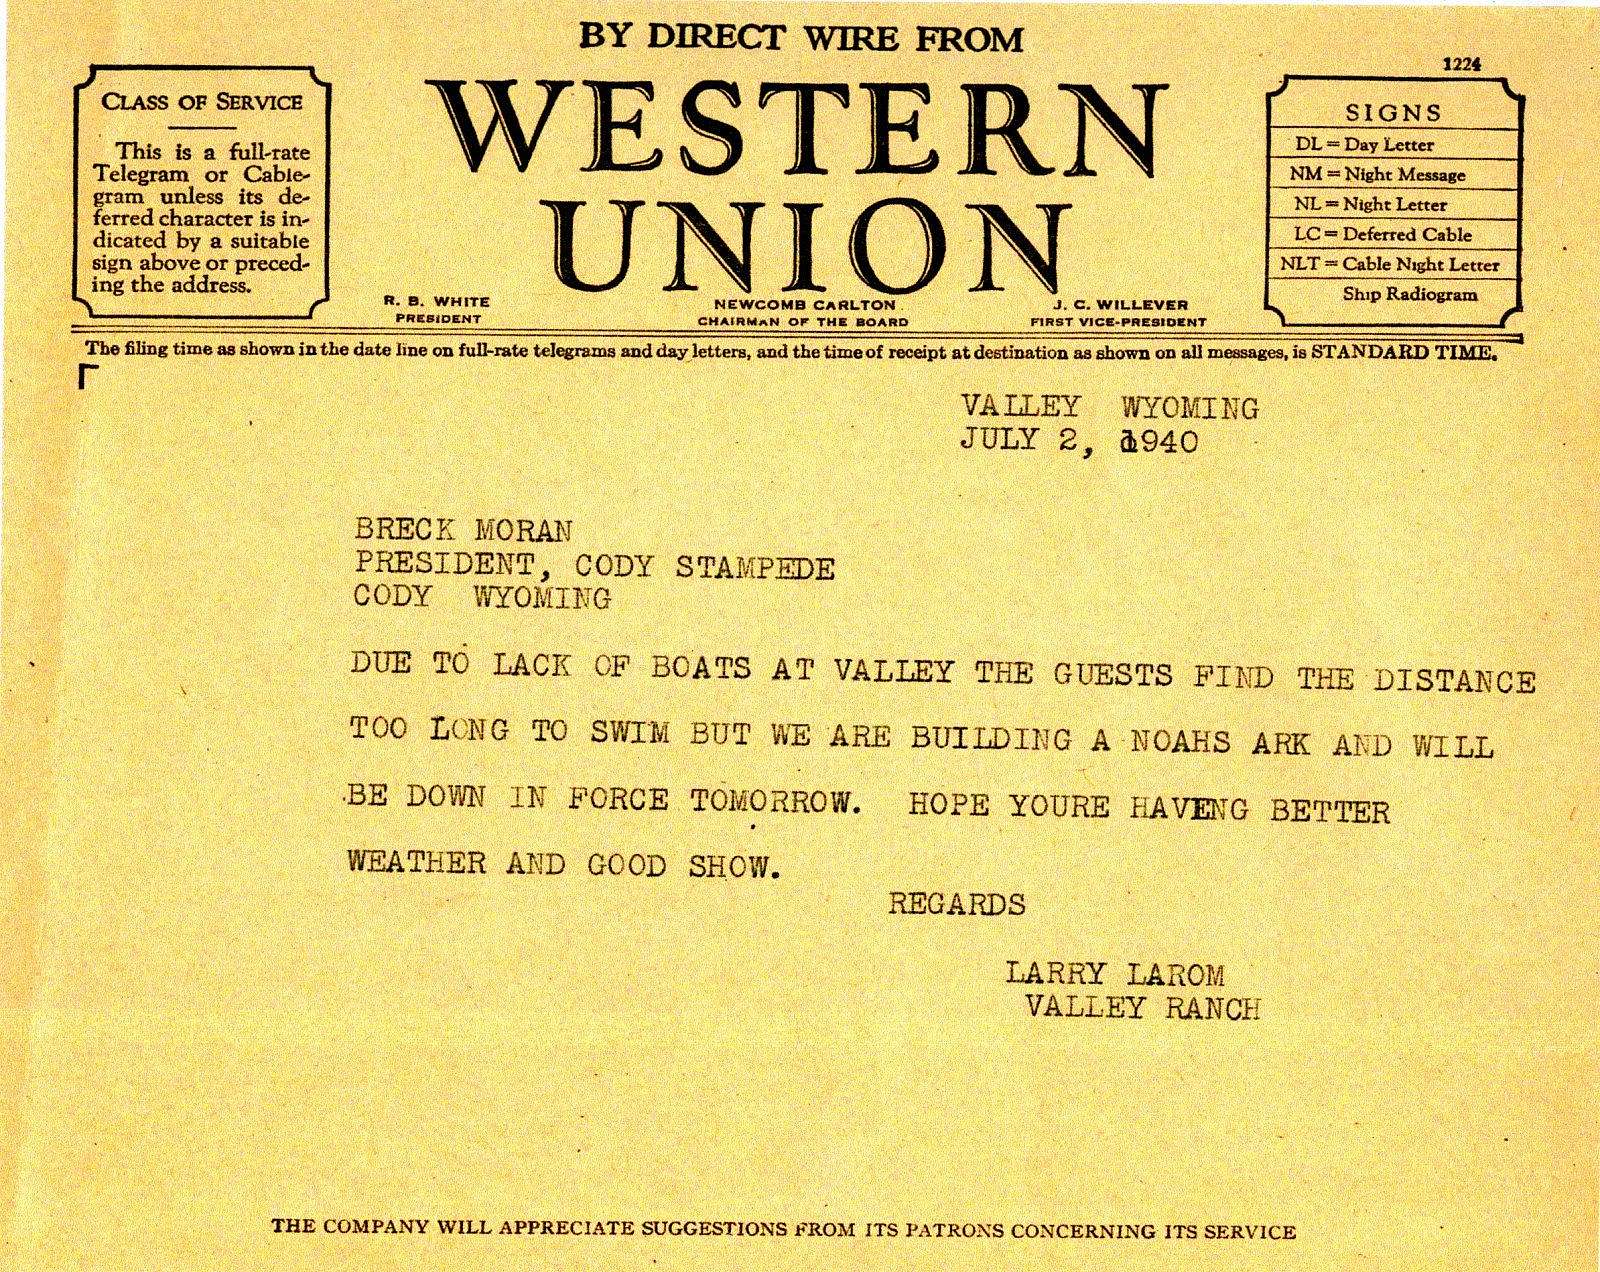 BY DIRECT WIRE FROM
1224
CLASS OF SERVICE
This is a full-rate
Telegram or Cable-
gram unless its de-
ferred character is in-
dicated by a suitable
sign above or preced-
ing the address.
WESTERN
UNION
SIGNS
DL = Day Letter
NM = Night Message
NL = Night Letter
LC = Deferred Cable
NLT = Cable Night Letter
Ship Radiogram
R. B. WHITE
PRESIDENT
NEWCOMB CARLTON
CHAIRMAN OF THE BOARD
J. C. WILLEVER
FIRST VICE-PRESIDENT
The filing time as shown in the date line on full-rate telegrams and day letters, and the time of receipt at destination as shown on all messages, is STANDARD TIME.
VALLEY WYOMING
JULY 2, 1940
BRECK MORAN
PRESIDENT, CODY STAMPEDE
CODY WYOMING
DUE TO LACK OF BOATS AT VALLEY THE GUESTS FIND THE DISTANCE
TOO LONG TO SWIM BUT WE ARE BUILDING A NOAHS ARK AND WILL
BE DOWN IN FORCE TOMORROW. HOPE YOURE HAVENG BETTER
WEATHER AND GOOD SHOW.
REGARDS
LARRY LAROM
VALLEY RANCH
THE COMPANY WILL APPRECIATE SUGGESTIONS FROM ITS PATRONS CONCERNING ITS SERVICE